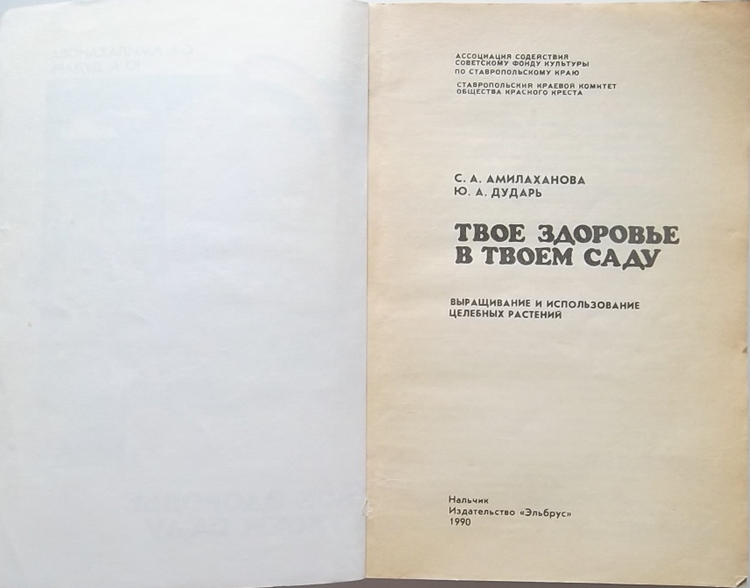 АССОЦИАЦИЯ СОДЕЙСТВИЯ
СОВЕТСКОМУ ФОНДУ КУЛЬТУРЫ
ПО СТАВРОПОЛЬСКОМУ КРАЮ
СТАВРОПОЛЬСКИЙ КРАЕВОЙ КОМИТЕТ
ОБЩЕСТВА КРАСНОГО КРЕСТА
С. А. АМИЛАХАНОВА
Ю. А. ДУДАРЬ
ТВОЕ ЗДОРОВЬЕ
В ТВОЕМ САДУ
ВЫРАЩИВАНИЕ И ИСПОЛЬЗОВАНИЕ
ЦЕЛЕБНЫХ РАСТЕНИЙ
Нальчик
Издательство «Эльбрус»
1990